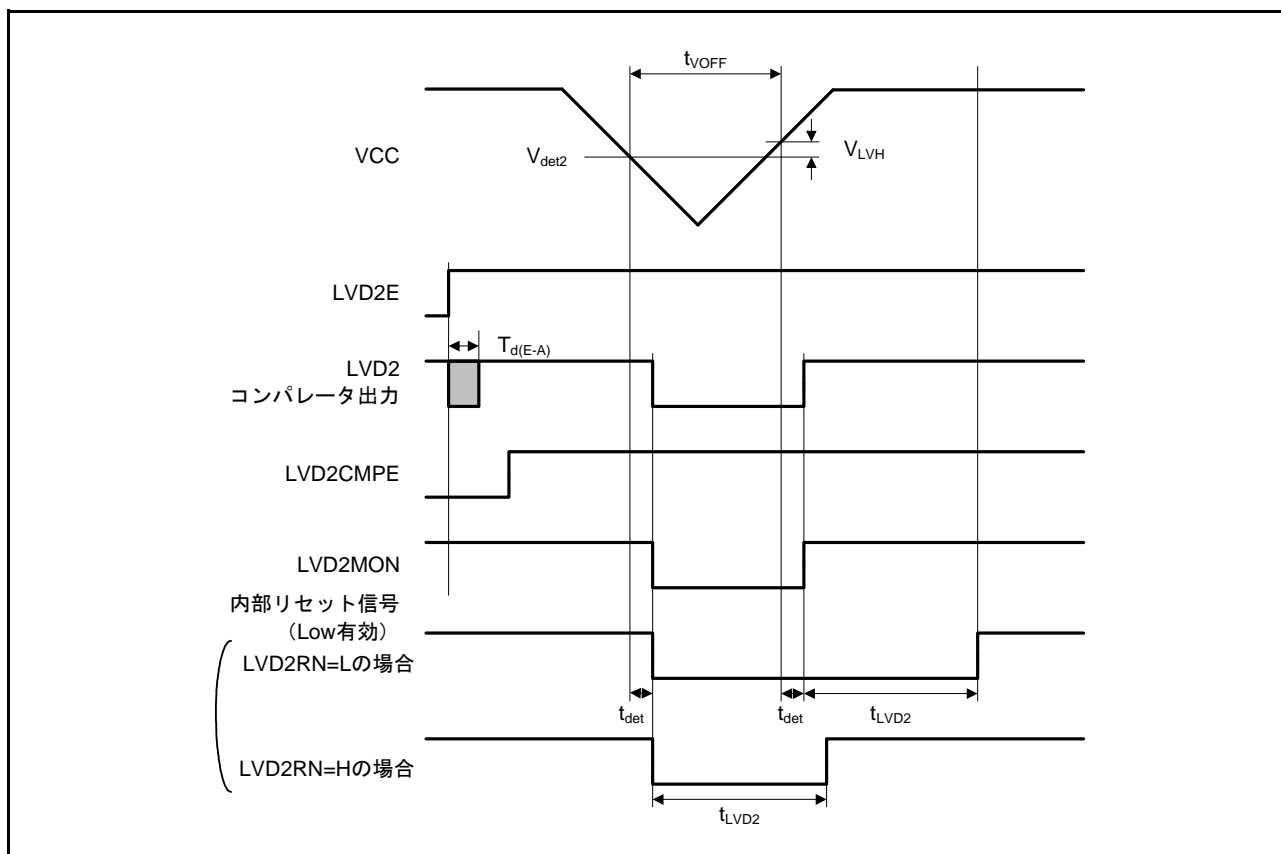 tVOFF
VCC
Vdet2
VLVH
LVD2E
Td(E-A)
LVD2
コンパレータ出力
LVD2CMPE
LVD2MON
内部リセット信号
（Low有効）
LVD2RN=Lの場合
tdet
tdet
tLVD2
LVD2RN=Hの場合
tLVD2